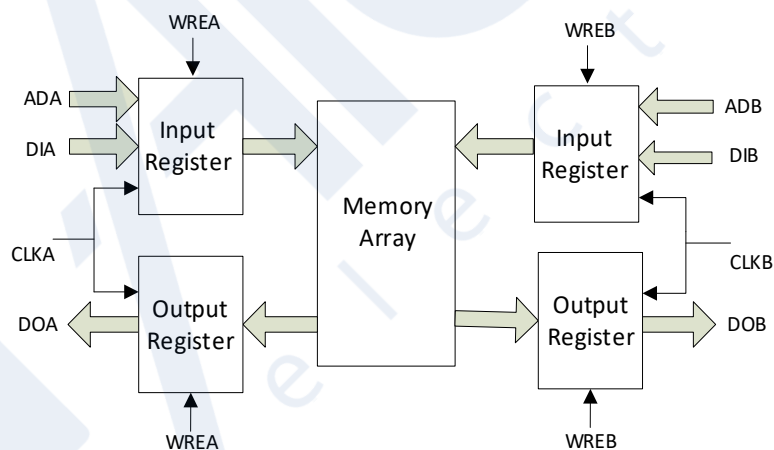 WREA
WREB
ADA
DIA
Input
Register
Memory
Array
Input
Register
ADB
DIB
CLKA
CLKB
DOA
Output
Register
Output
Register
DOB
WREA
WREB
e l e c t